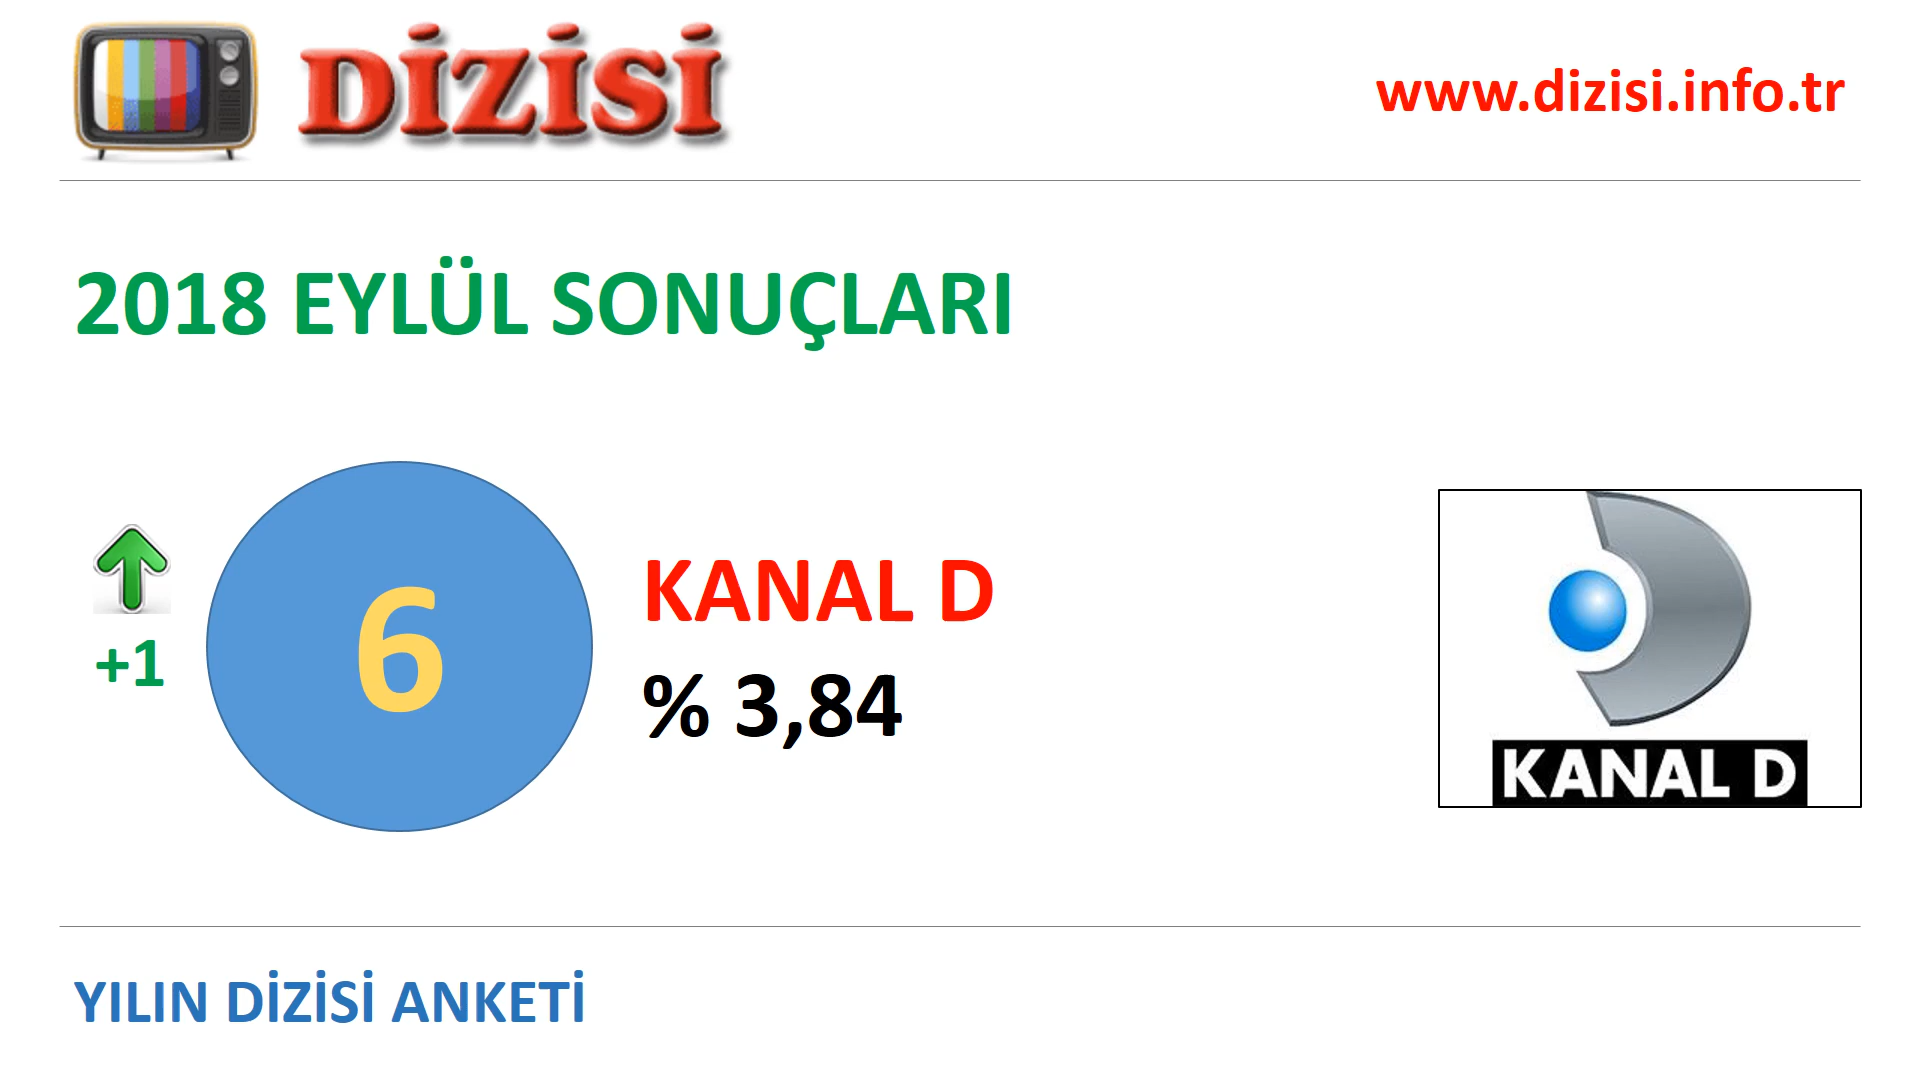 DİZİSİ
www.dizisi.info.tr
2018 EYLÜL SONUÇLARI
+1
6
KANAL D
% 3,84
KANAL D
YILIN DİZİSİ ANKETİ